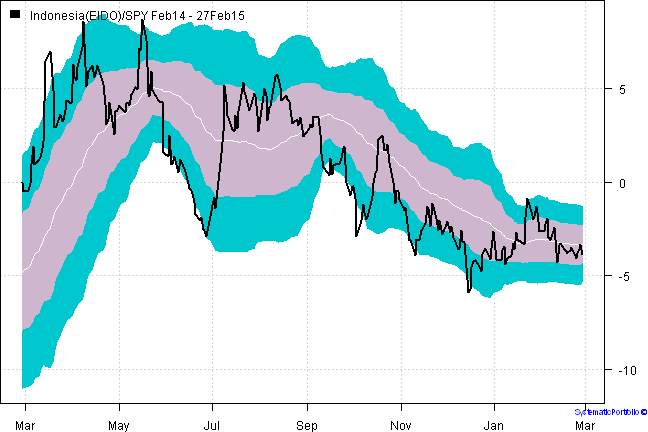 Indonesia(EIDO)/SPY Feb14 - 27Feb15
5
0
-5
-10
Mar May Jul Sep Nov Jan Mar
SystematicPortfolio ©